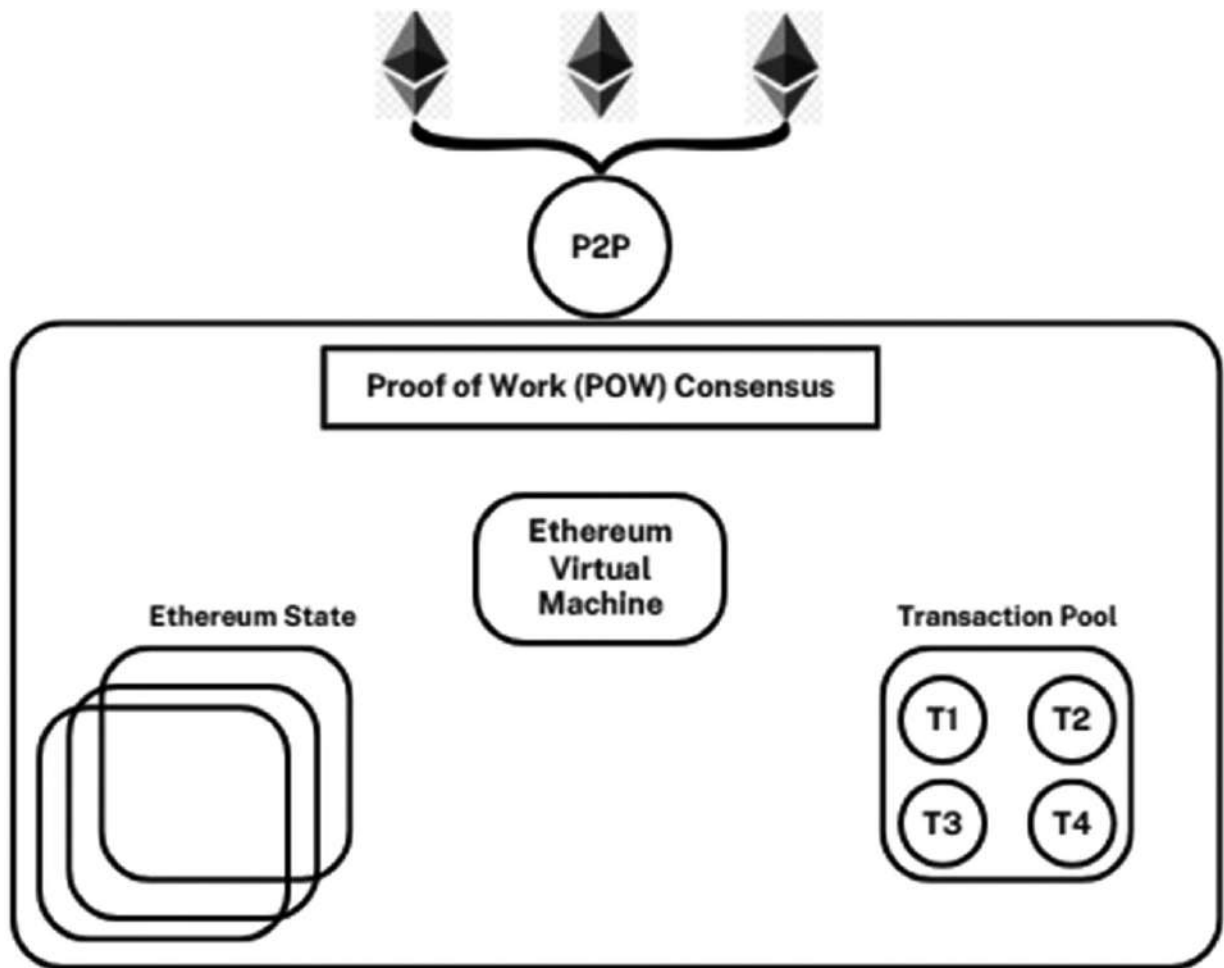 P2P
Proof of Work (POW) Consensus
Ethereum
Virtual
Machine
Ethereum State
Transaction Pool
T1 T2
T3 T4